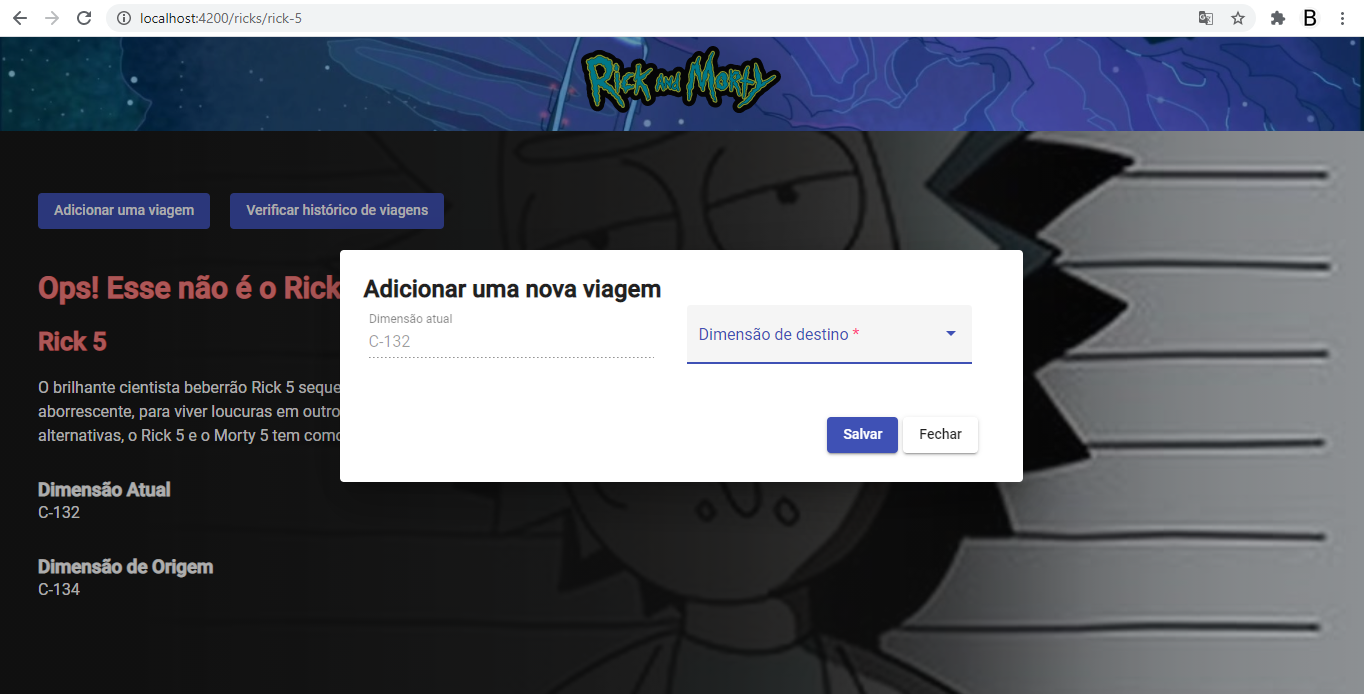 localhost:4200/ricks/rick-5
B
Rick and Morty
Adicionar uma viagem
Verificar histórico de viagens
Ops! Esse não é o Rick
Rick 5
O brilhante cientista beberrão Rick 5 seque
aborrescente, para viver loucuras em outro
alternativas, o Rick 5 e o Morty 5 tem como
Dimensão Atual
C-132
Dimensão de Origem
C-134
Adicionar uma nova viagem
Dimensão atual
C-132
Dimensão de destino *
Salvar
Fechar